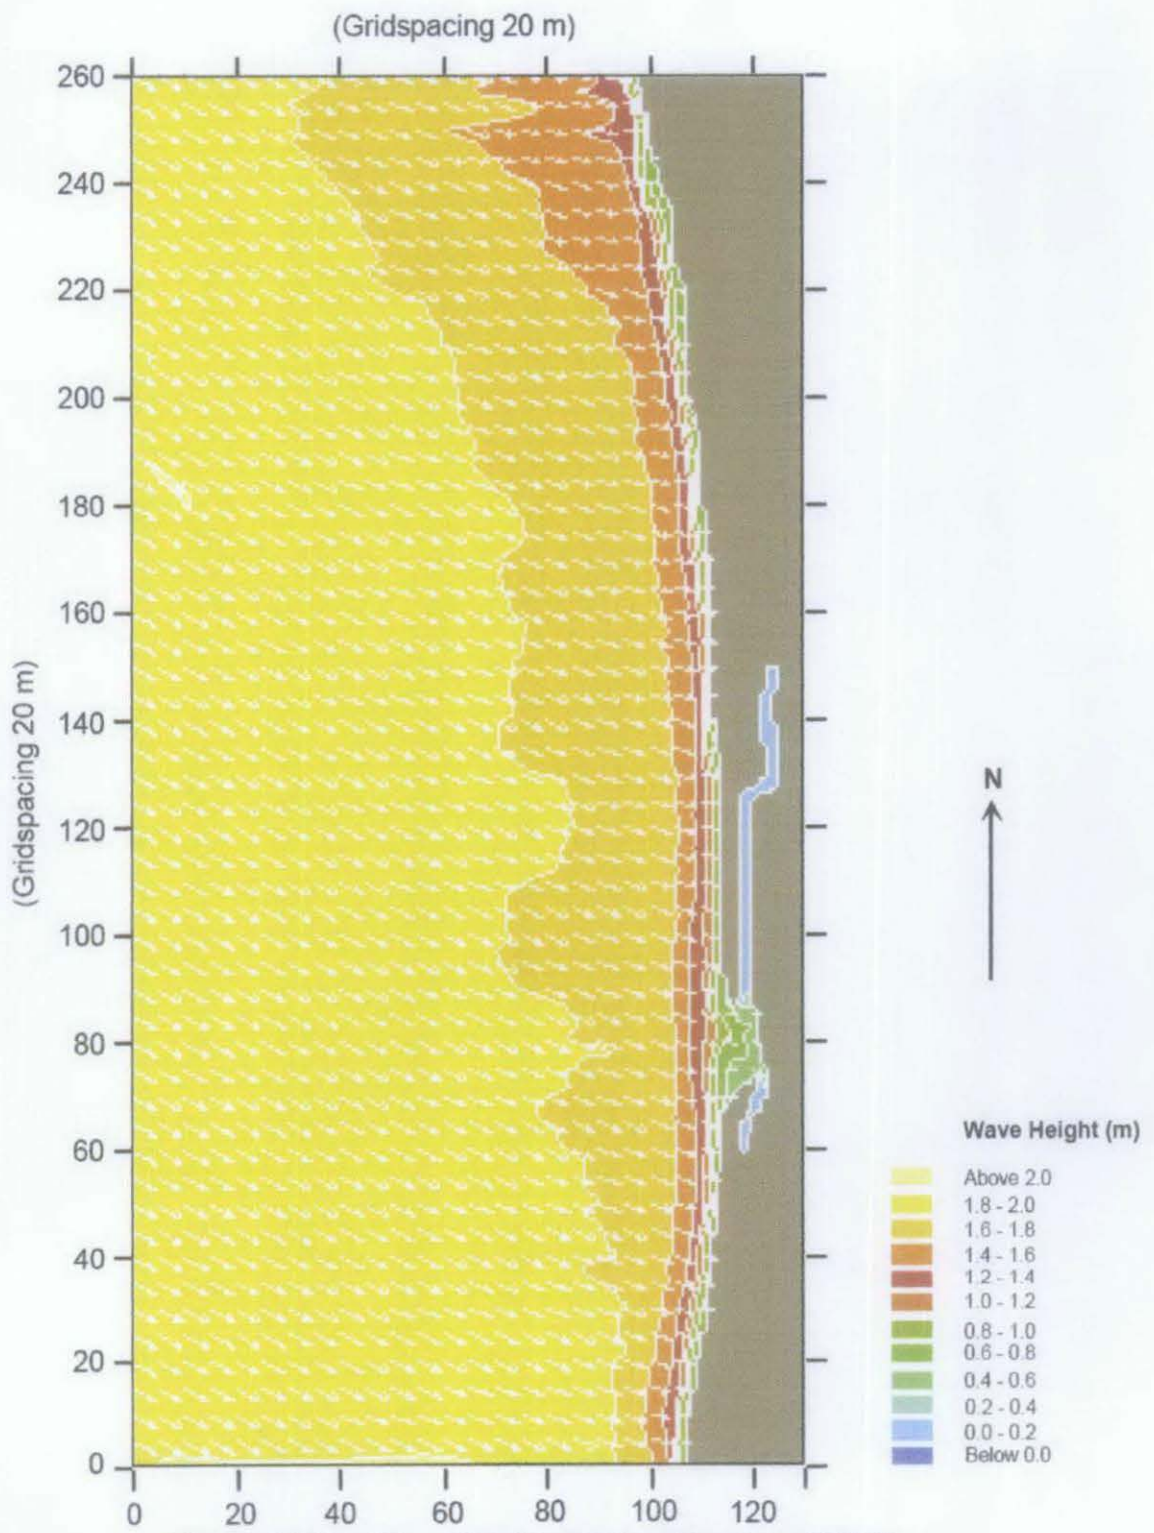 (Gridspacing 20 m)
260
240
220
200
180
160
140
120
100
80
60
40
20
0
(Gridspacing 20 m)
0 20 40 60 80 100 120
N
Wave Height (m)
Above 2.0
1.8 - 2.0
1.6 - 1.8
1.4 - 1.6
1.2 - 1.4
1.0 - 1.2
0.8 - 1.0
0.6 - 0.8
0.4 - 0.6
0.2 - 0.4
0.0 - 0.2
Below 0.0